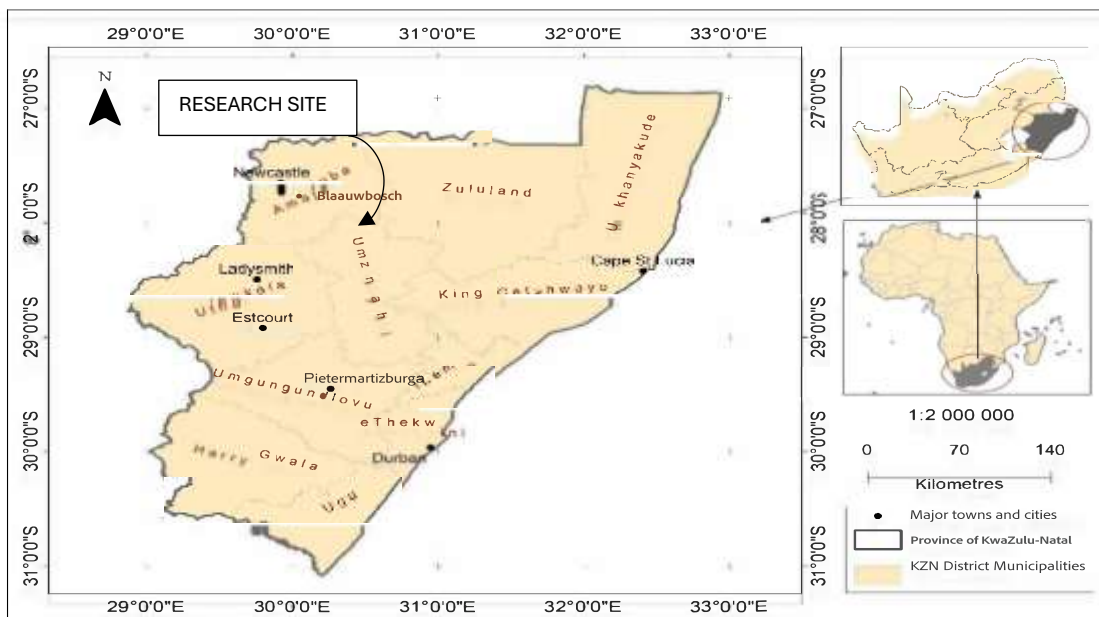 29°0'0"E 30°0'0"E 31°0'0"E 32°0'0"E 33°0'0"E
N
RESEARCH SITE
27°0'0"S
27°0'0"S
Newcastle
Blaauwbosch
Zululand
28°0'0"S
Ladysmith
Cape St Lucia
King
Estcourt
29°0'0"S
29°0'0"S
Pietermartizburga
Umgungundlovu
eThekw
30°0'0"S
30°0'0"S
Durban
Harry Gwala
Ugu
31°0'0"S
31°0'0"S
29°0'0"E 30°0'0"E 31°0'0"E 32°0'0"E 33°0'0"E
1:2 000 000
0 70 140
Kilometres
Major towns and cities
Province of KwaZulu-Natal
KZN District Municipalities